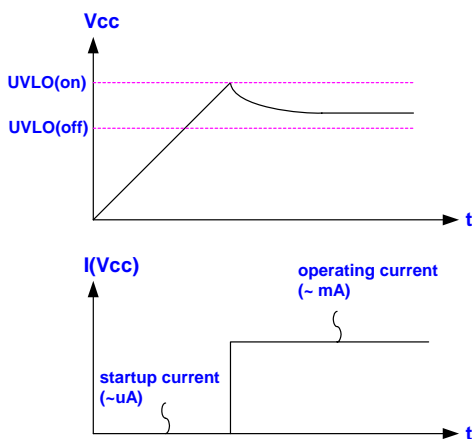 Vcc
UVLO(on)
UVLO(off)
t
I(Vcc)
operating current
(~ mA)
startup current
(~uA)
t